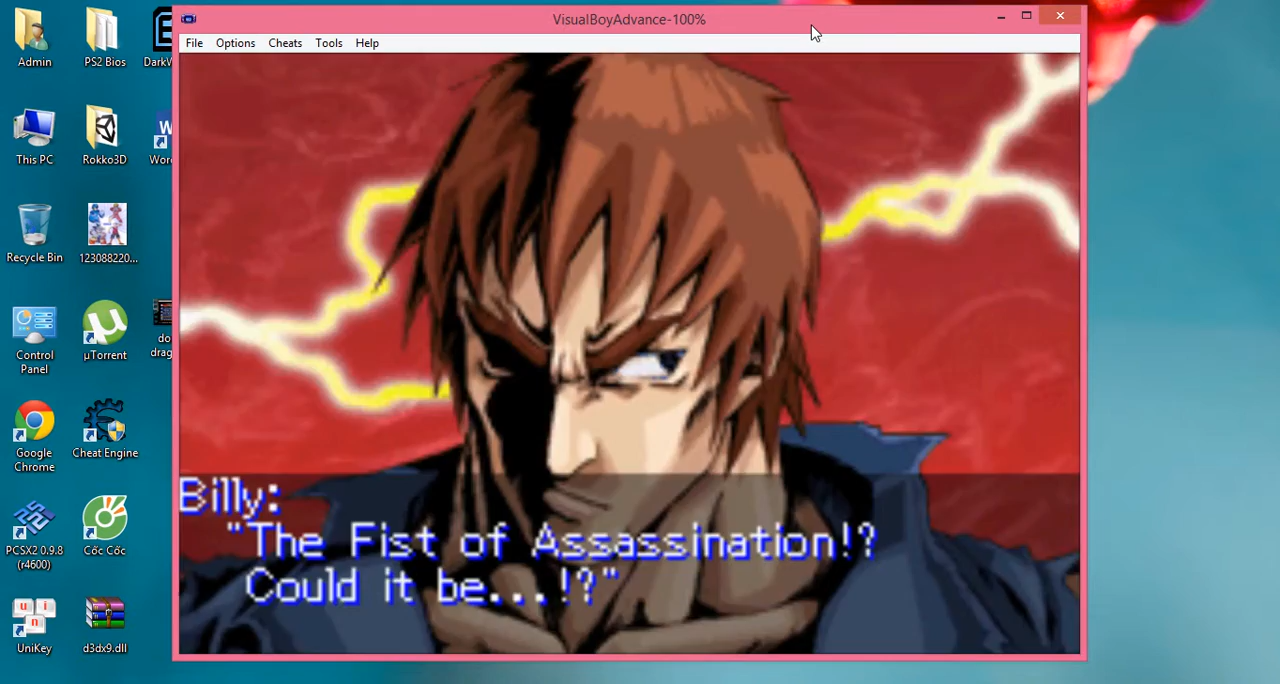 VisualBoyAdvance-100%
File Options Cheats Tools Help
Admin
PS2 Bios
This PC
Rokko3D
Recycle Bin
123088220...
Control
Panel
µTorrent
Google
Chrome
Cheat Engine
PCSX2 0.9.8
(r4600)
Cốc Cốc
UniKey
d3dx9.dll
Billy:
"The Fist of Assassination!?
Could it be...!?"